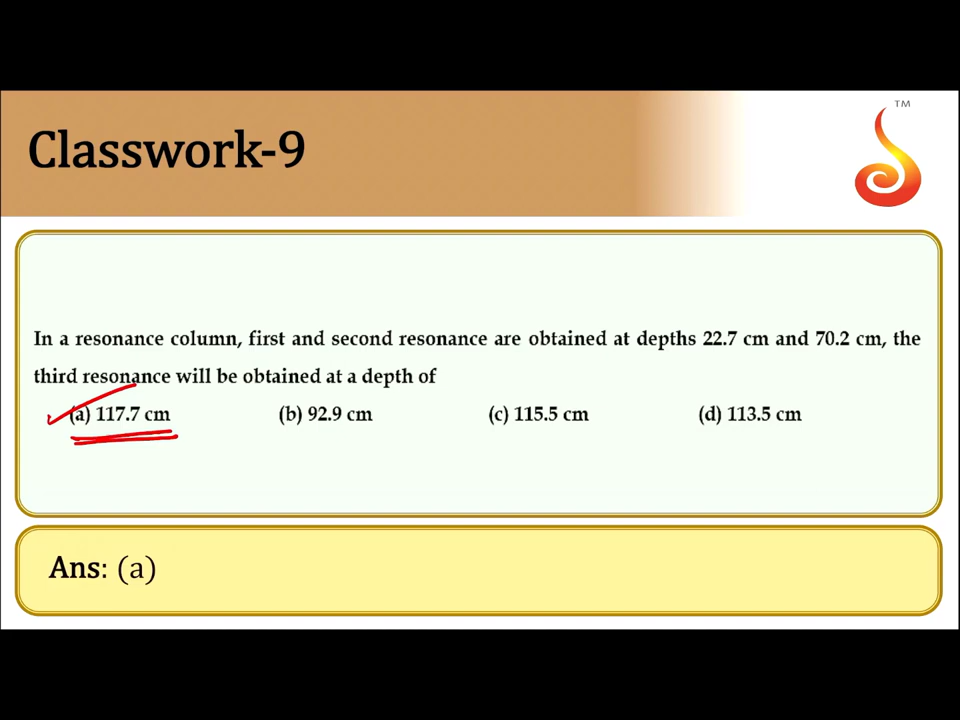 TM
Classwork-9
In a resonance column, first and second resonance are obtained at depths 22.7 cm and 70.2 cm, the
third resonance will be obtained at a depth of
(a) 117.7 cm (b) 92.9 cm (c) 115.5 cm (d) 113.5 cm
Ans: (a)